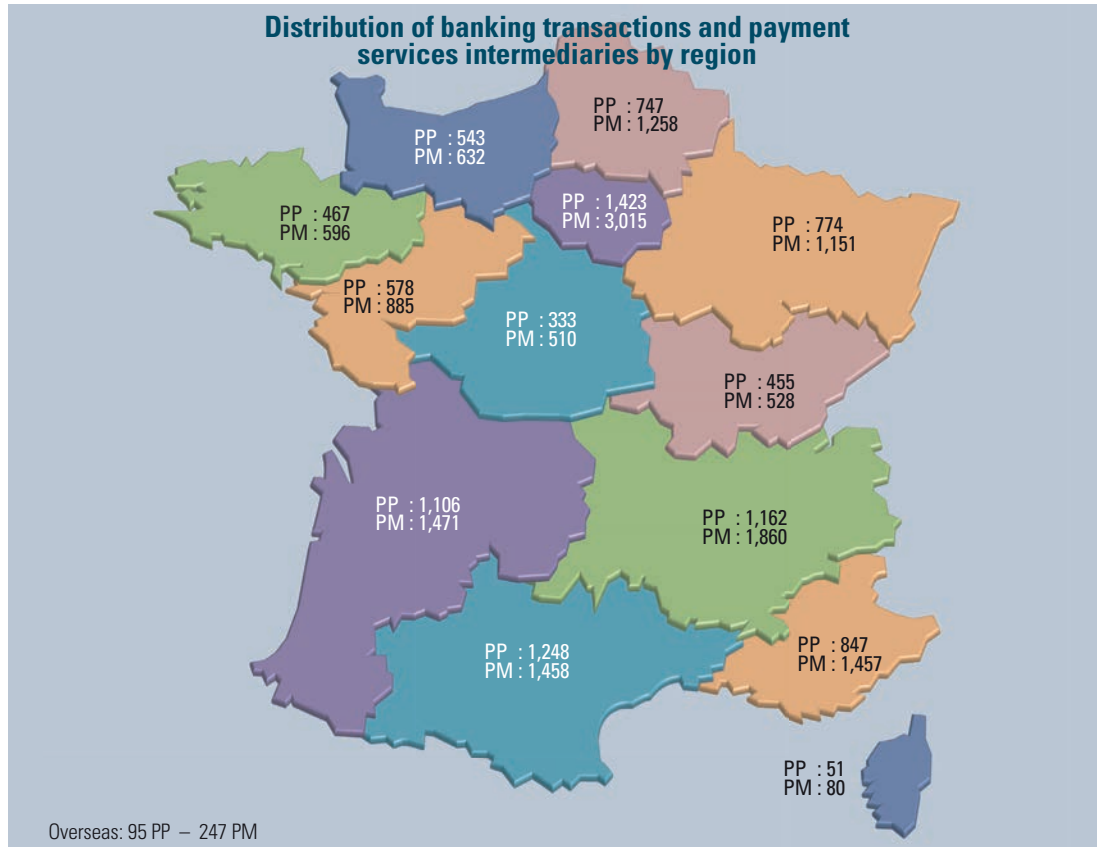 Distribution of banking transactions and payment
services intermediaries by region
PP : 747
PM : 1,258
PP : 543
PM : 632
PP : 1,423
PM : 3,015
PP : 467
PM : 596
PP : 774
PM : 1,151
PP : 578
PM : 885
PP : 333
PM : 510
PP : 455
PM : 528
PP : 1,106
PM : 1,471
PP : 1,162
PM : 1,860
PP : 1,248
PM : 1,458
PP : 847
PM : 1,457
PP : 51
PM : 80
Overseas: 95 PP – 247 PM